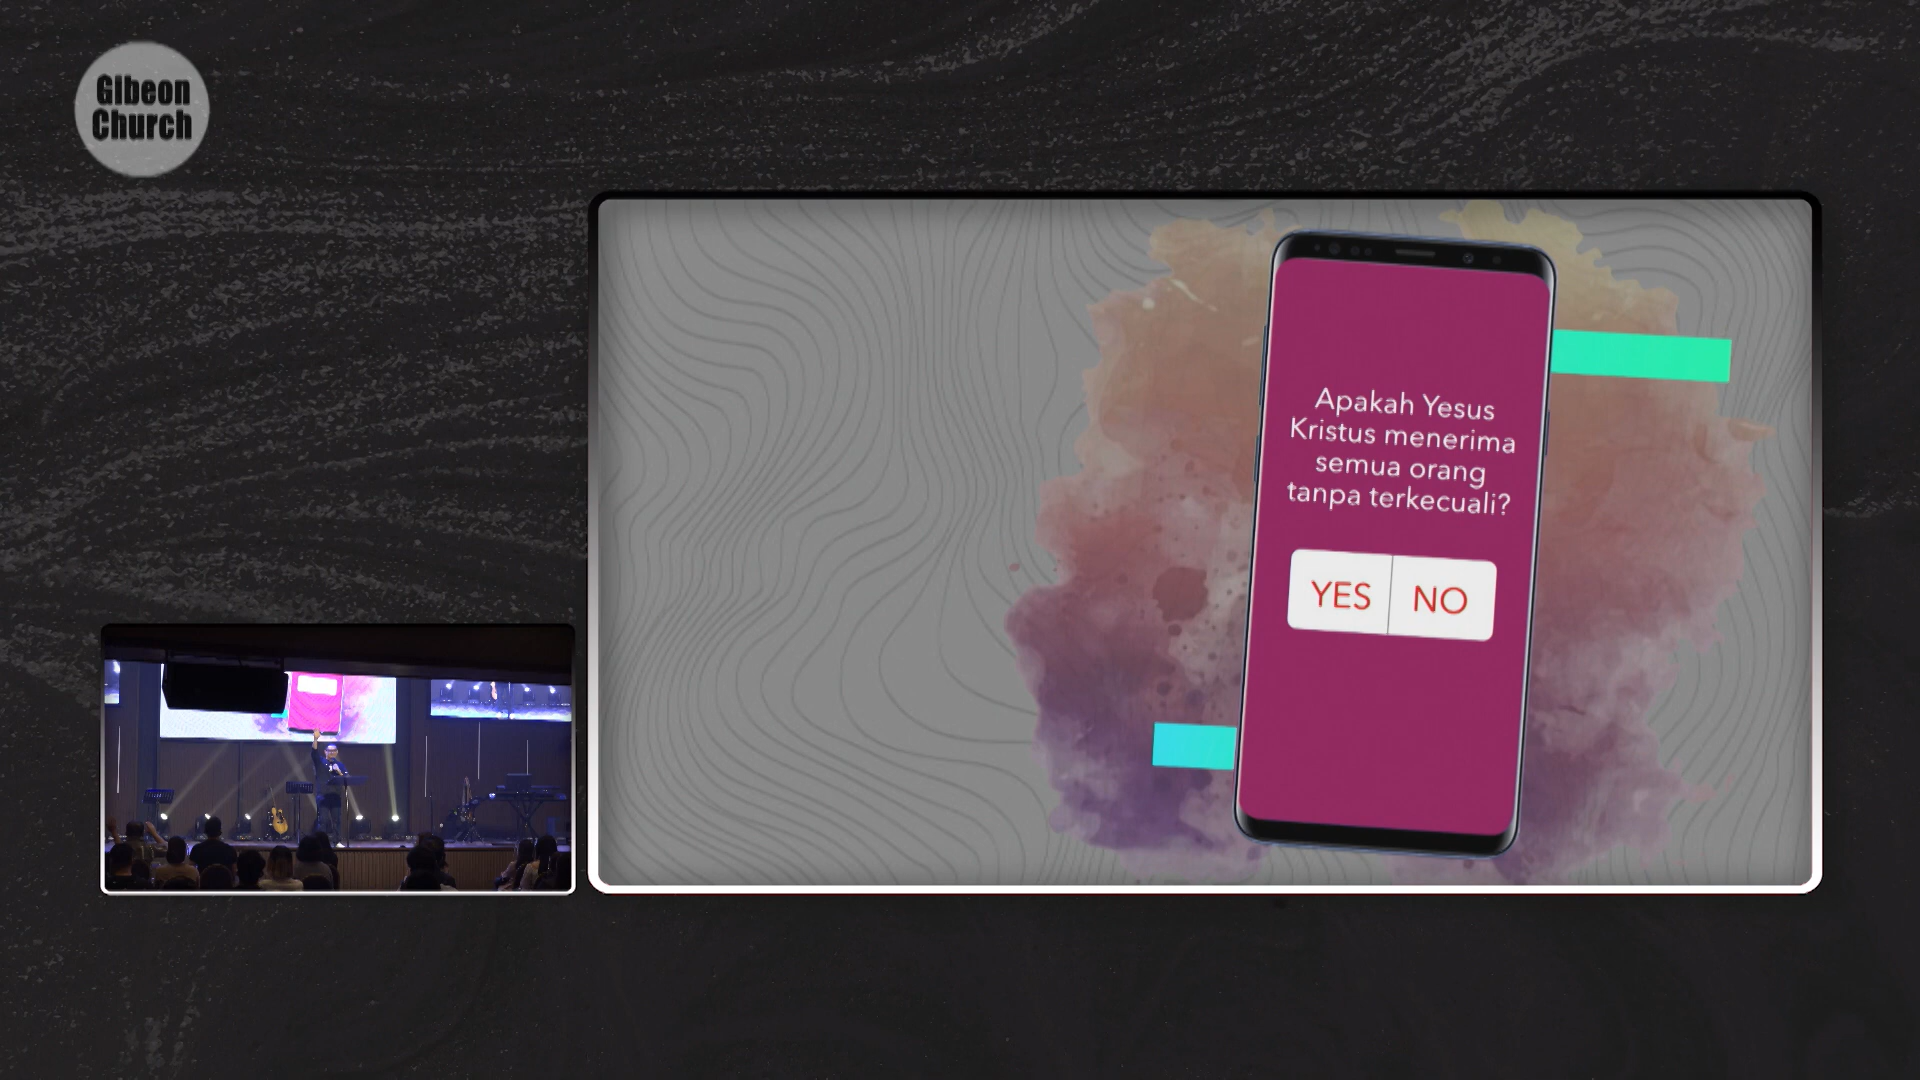 Gibeon
Church
Apakah Yesus
Kristus menerima
semua orang
tanpa terkecuali?
YES NO